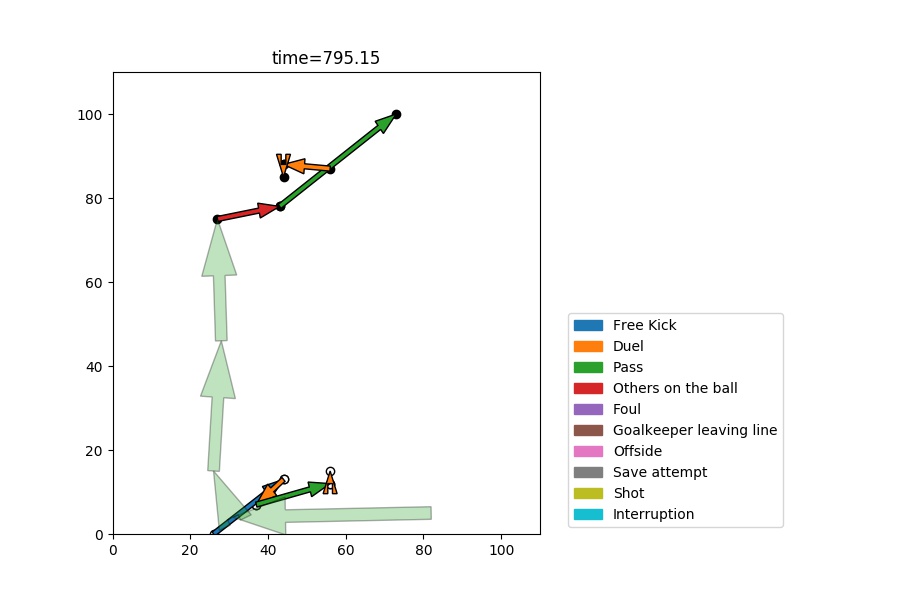 time=795.15
100
80
60
40
20
0
0
20
40
60
80
100
Free Kick
Duel
Pass
Others on the ball
Foul
Goalkeeper leaving line
Offside
Save attempt
Shot
Interruption